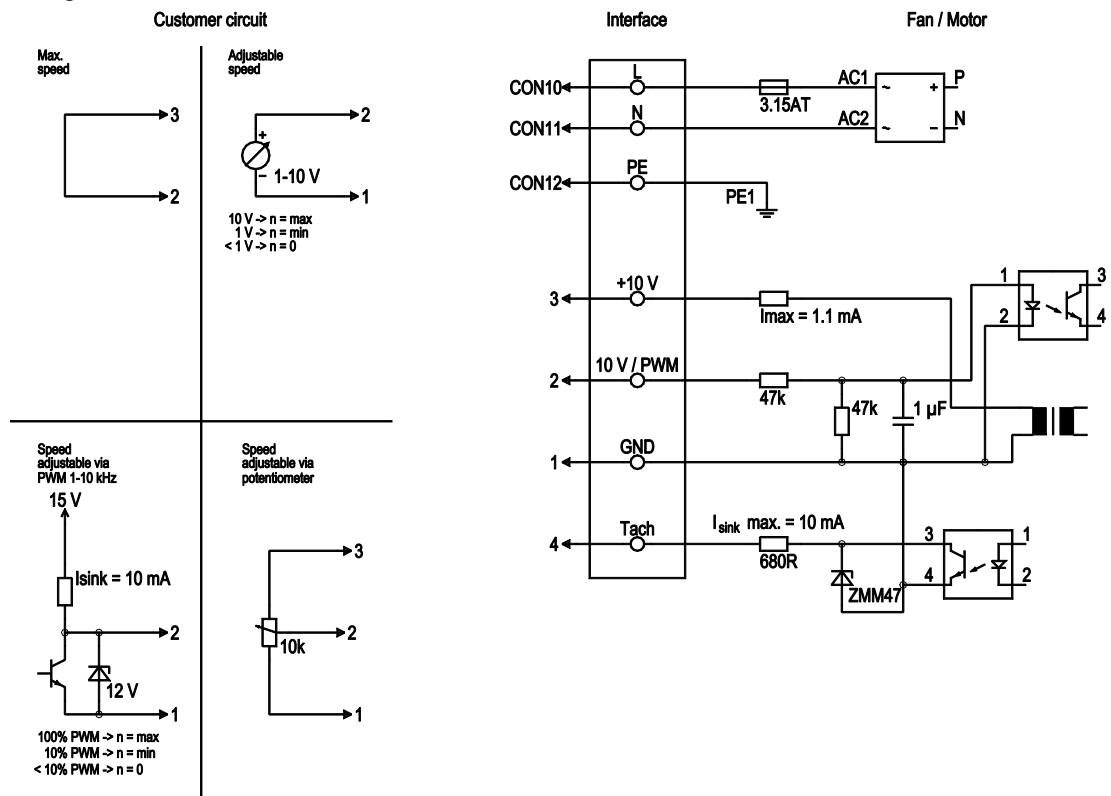 Customer circuit
Interface
Fan / Motor
Max.
speed
3
2
Adjustable
speed
2
+
− 1-10 V
1
10 V -> n = max
1 V -> n = min
< 1 V -> n = 0
Speed
adjustable via
PWM 1-10 kHz
15 V
Isink = 10 mA
2
12 V
1
100% PWM -> n = max
10% PWM -> n = min
< 10% PWM -> n = 0
Speed
adjustable via
potentiometer
3
2
10k
1
CON10
L
3.15AT
AC1
~
+
P
CON11
N
AC2
~
−
N
CON12
PE
PE1
3
+10 V
Imax = 1.1 mA
1
2
3
4
2
10 V / PWM
47k
47k
1 µF
1
GND
4
Tach
Isink max. = 10 mA
680R
ZMM47
3
4
1
2